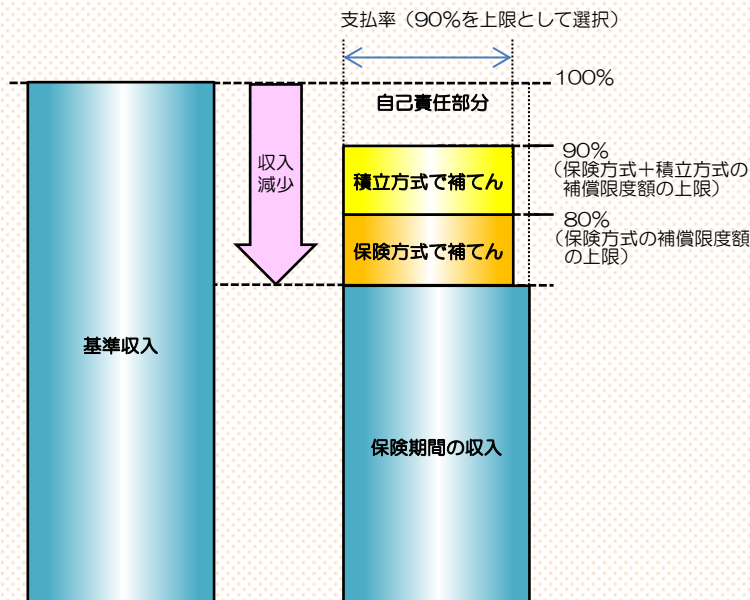 支払率（90％を上限として選択）
100%
自己責任部分
収入
減少
90%
（保険方式＋積立方式の
補償限度額の上限）
積立方式で補てん
80%
（保険方式の補償限度額
の上限）
保険方式で補てん
基準収入
保険期間の収入